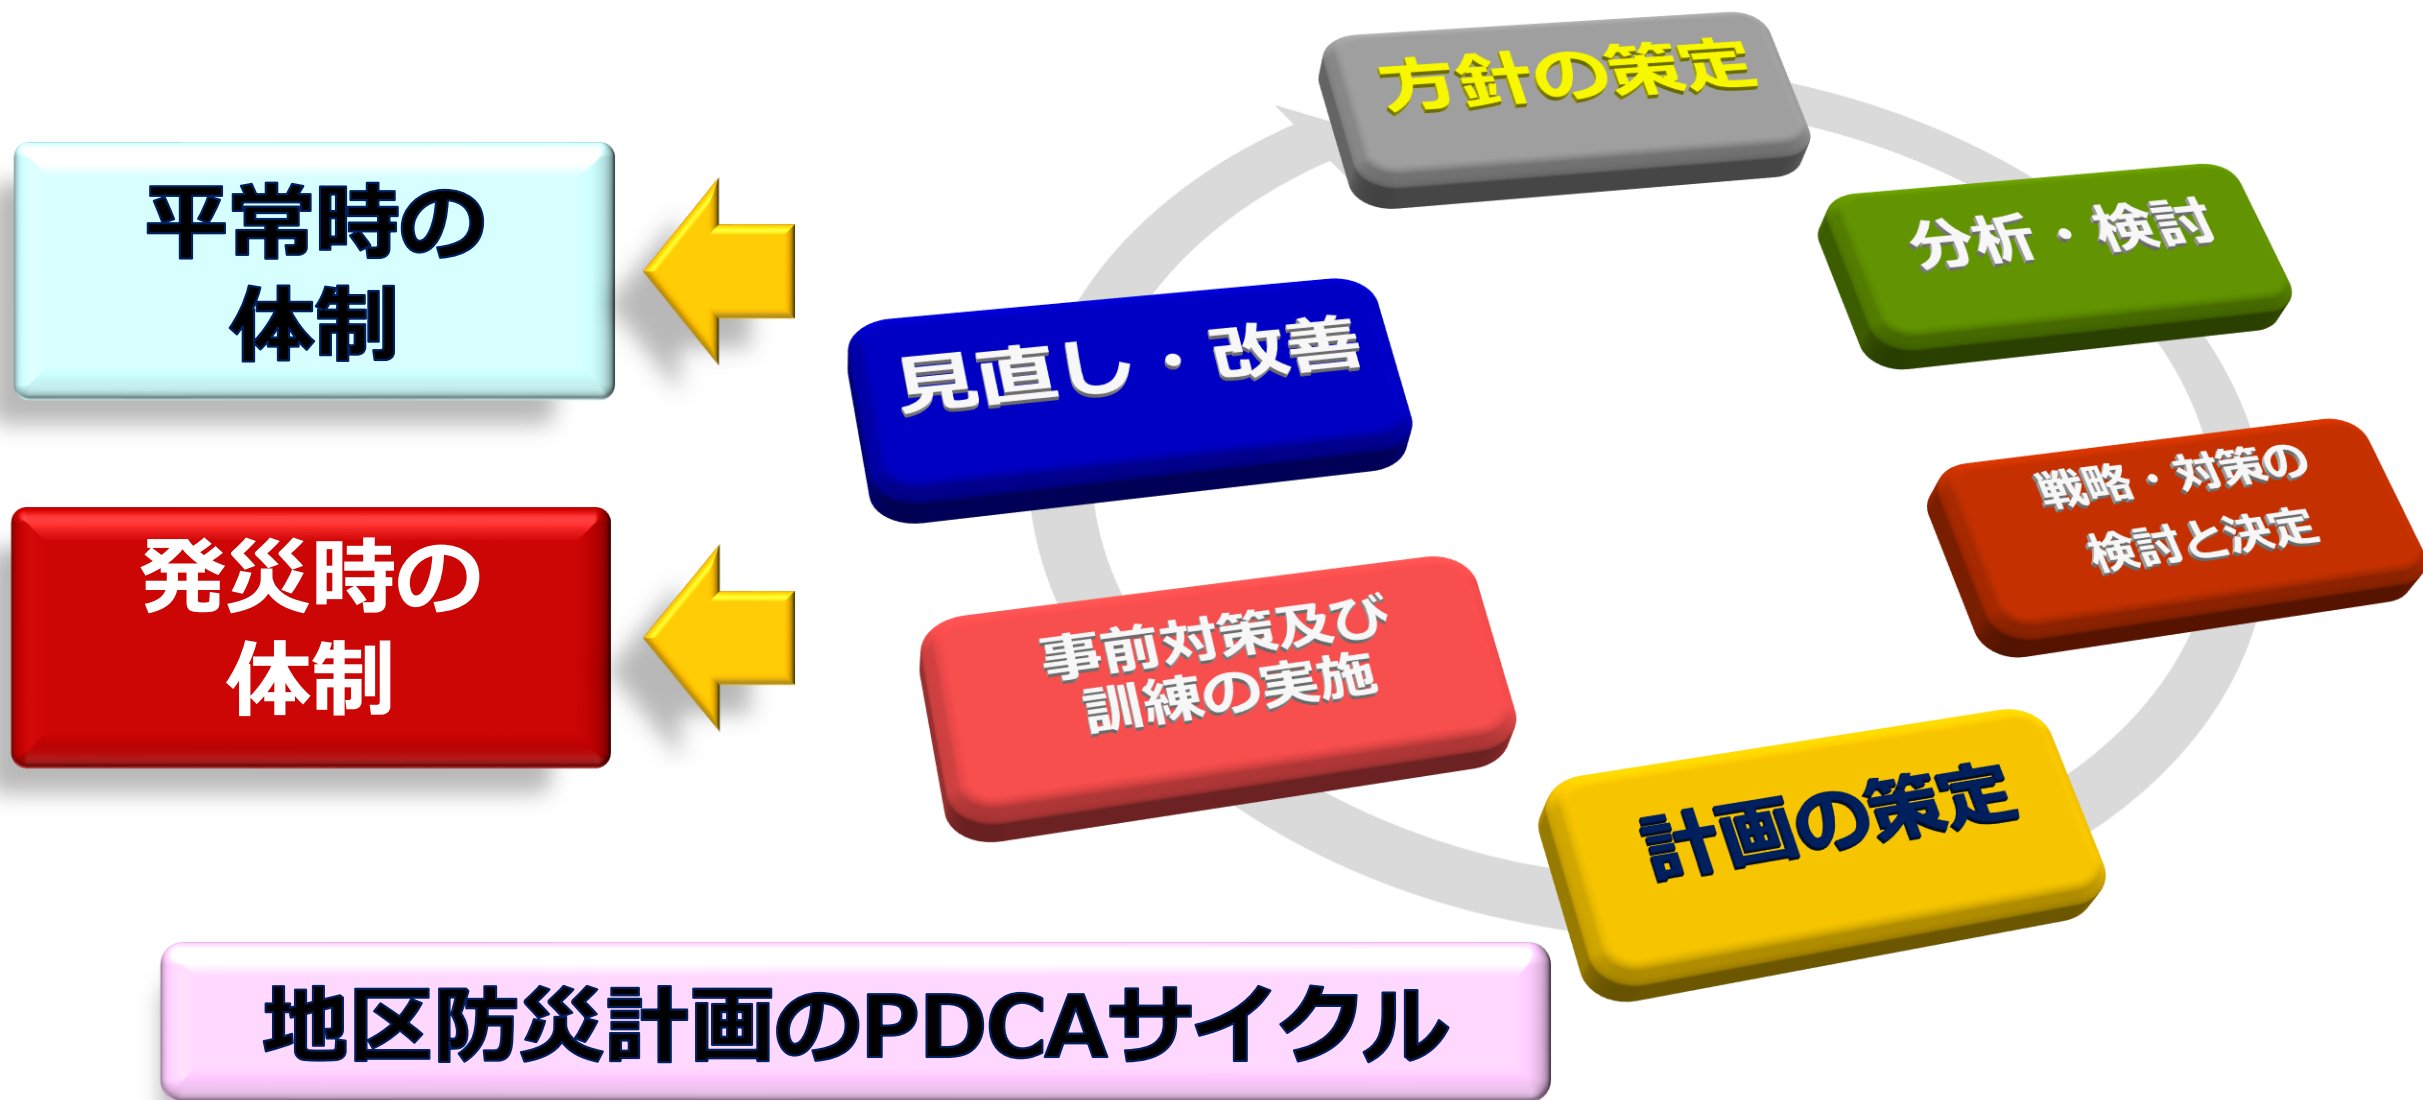 方針の策定
分析・検討
戦略・対策の
検討と決定
計画の策定
事前対策及び
訓練の実施
見直し・改善
平常時の
体制
発災時の
体制
地区防災計画のPDCAサイクル